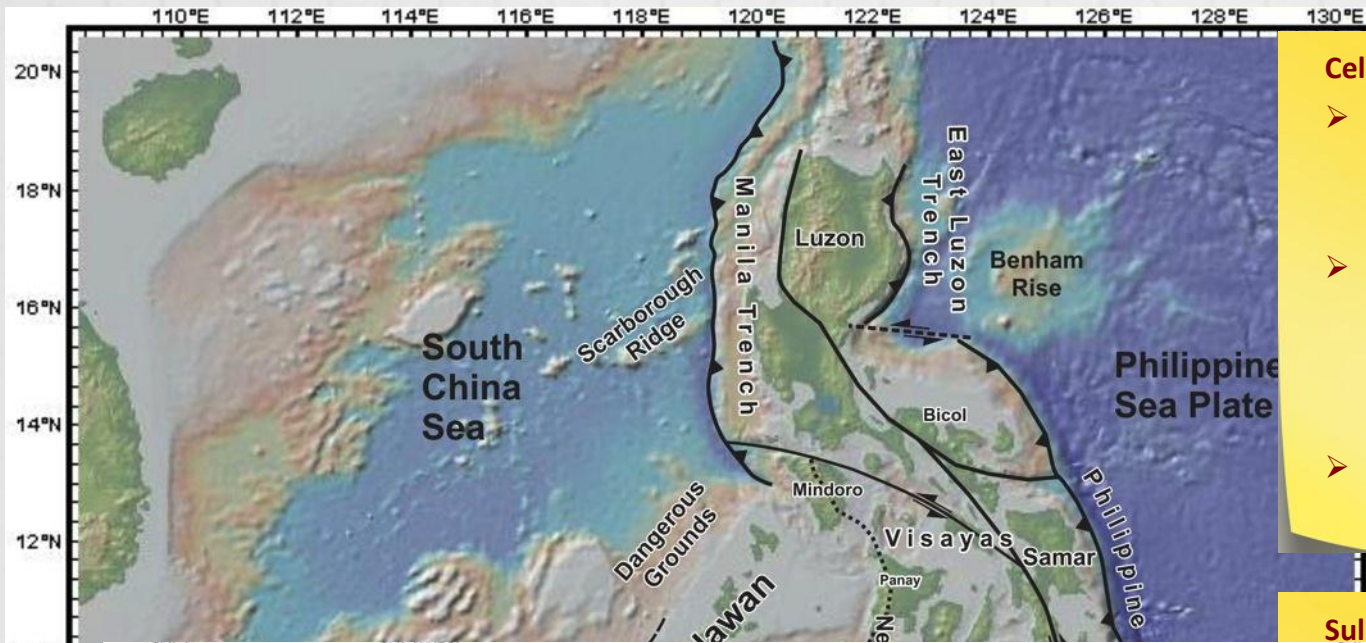 110°E 112°E 114°E 116°E 118°E 120°E 122°E 124°E 126°E 128°E 130°E
20°N
18°N
16°N
14°N
12°N
Cel
➢
➢
➢
Sul
Manila Trench
East Luzon
Trench
Luzon
Benham
Rise
Scarborough
Ridge
South
China
Sea
Philippine
Sea Plate
Bicol
Philippine
Mindoro
Dangerous
Grounds
Visayas
Samar
Panay
lawan
Ne